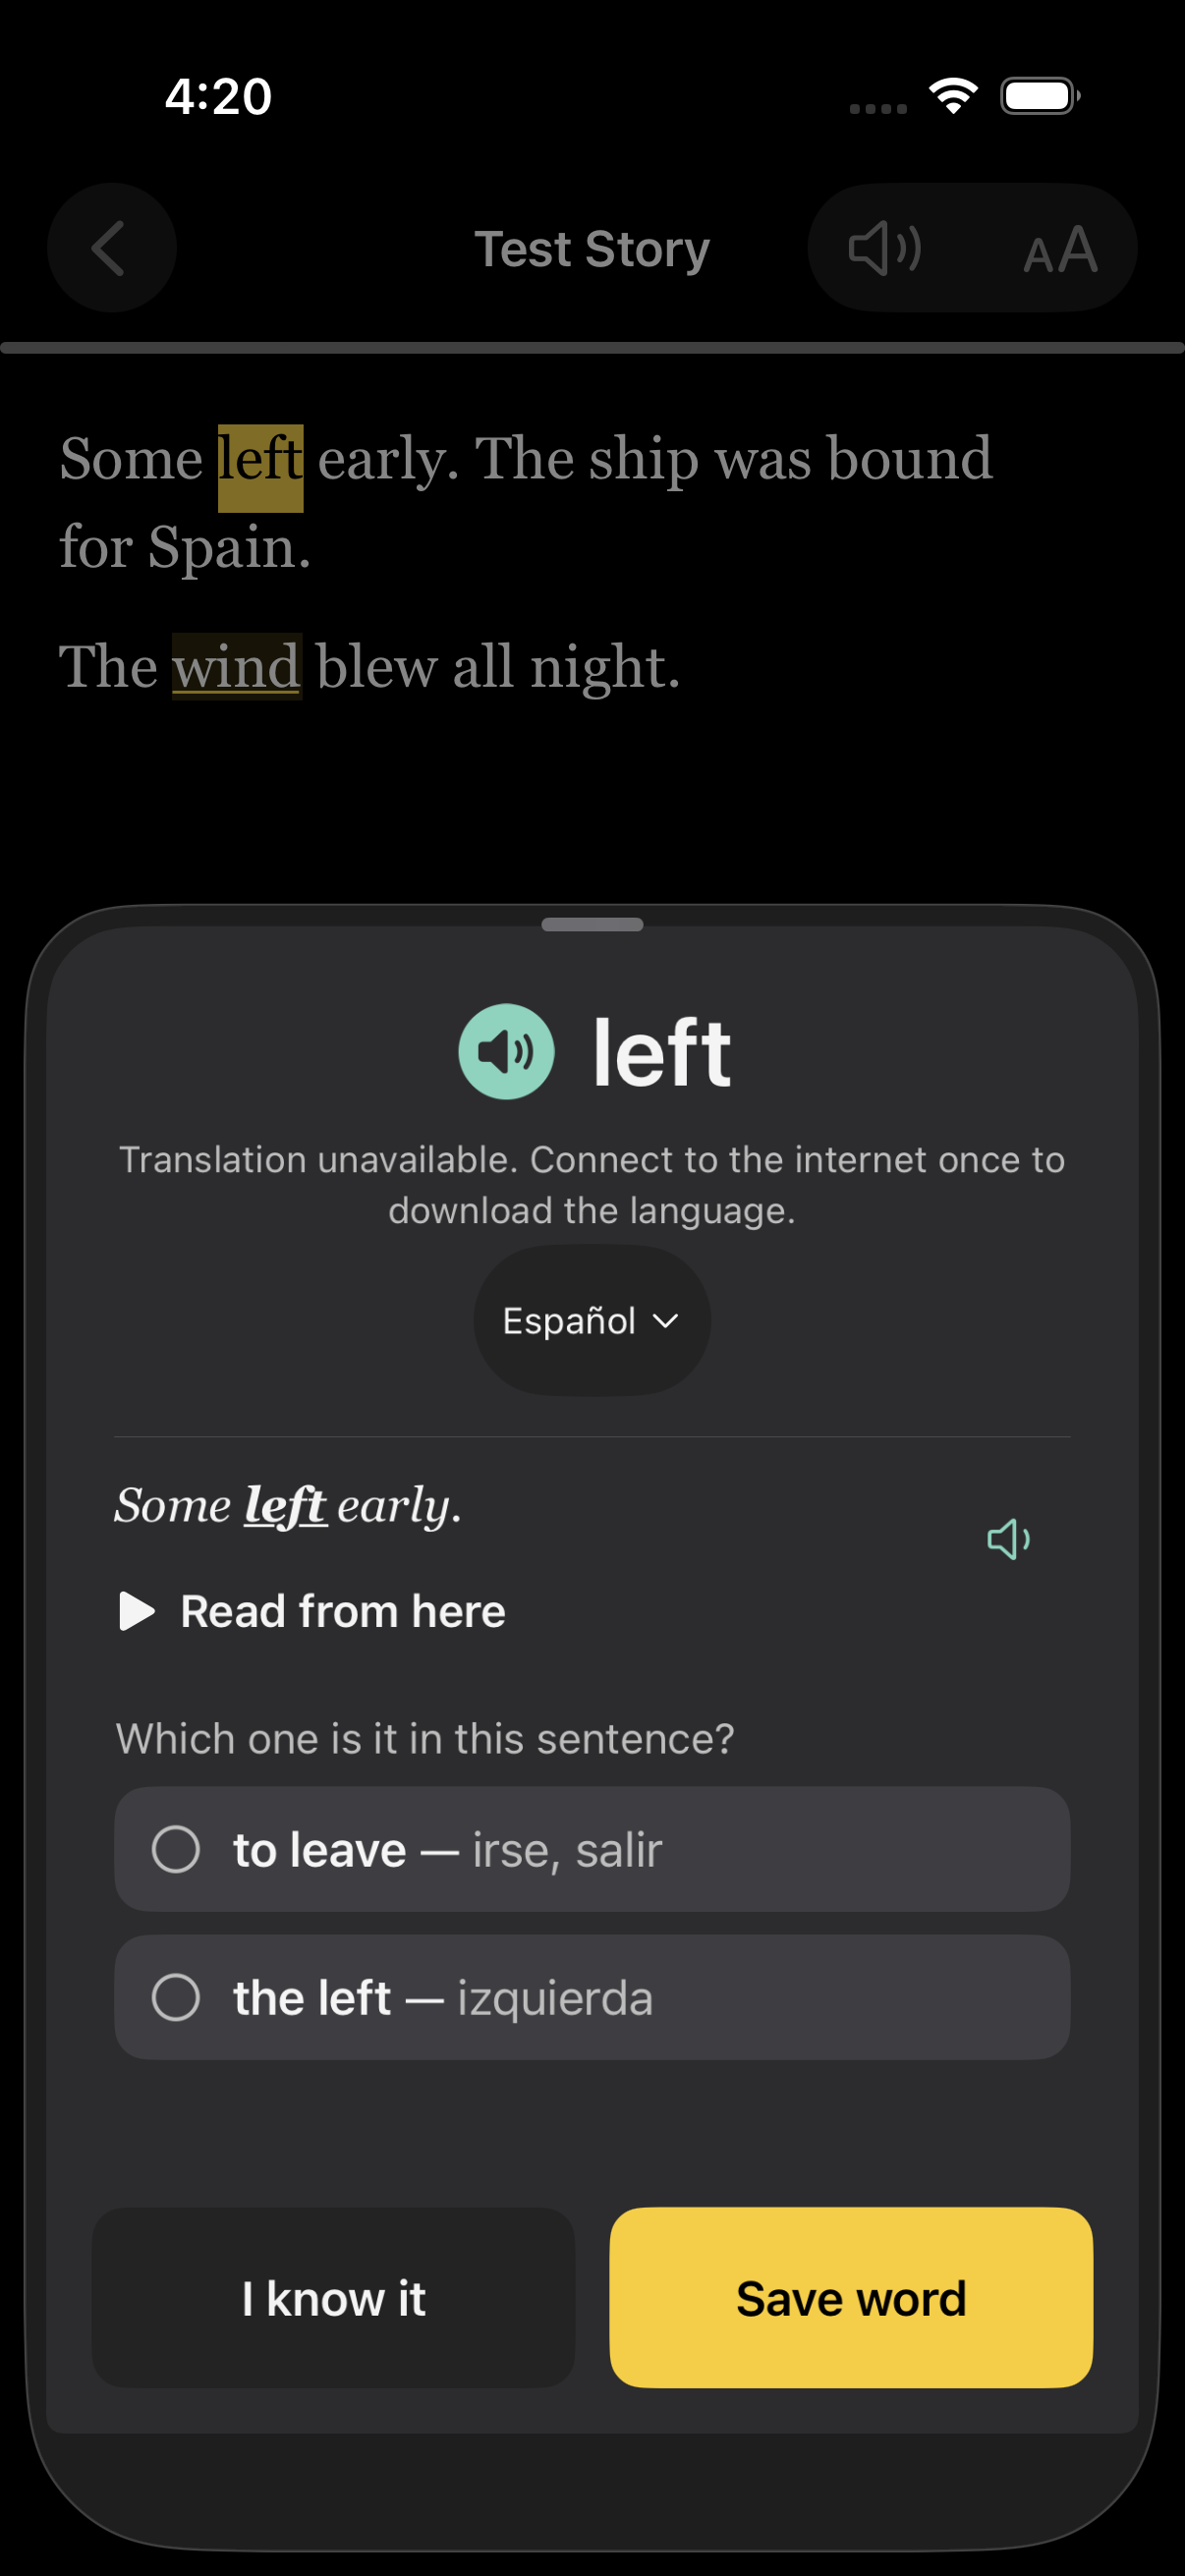 4:20
Test Story
AA
Some left early. The ship was bound
for Spain.
The wind blew all night.
left
Translation unavailable. Connect to the internet once to
download the language.
Español
Some left early.
Read from here
Which one is it in this sentence?
to leave — irse, salir
the left — izquierda
I know it
Save word